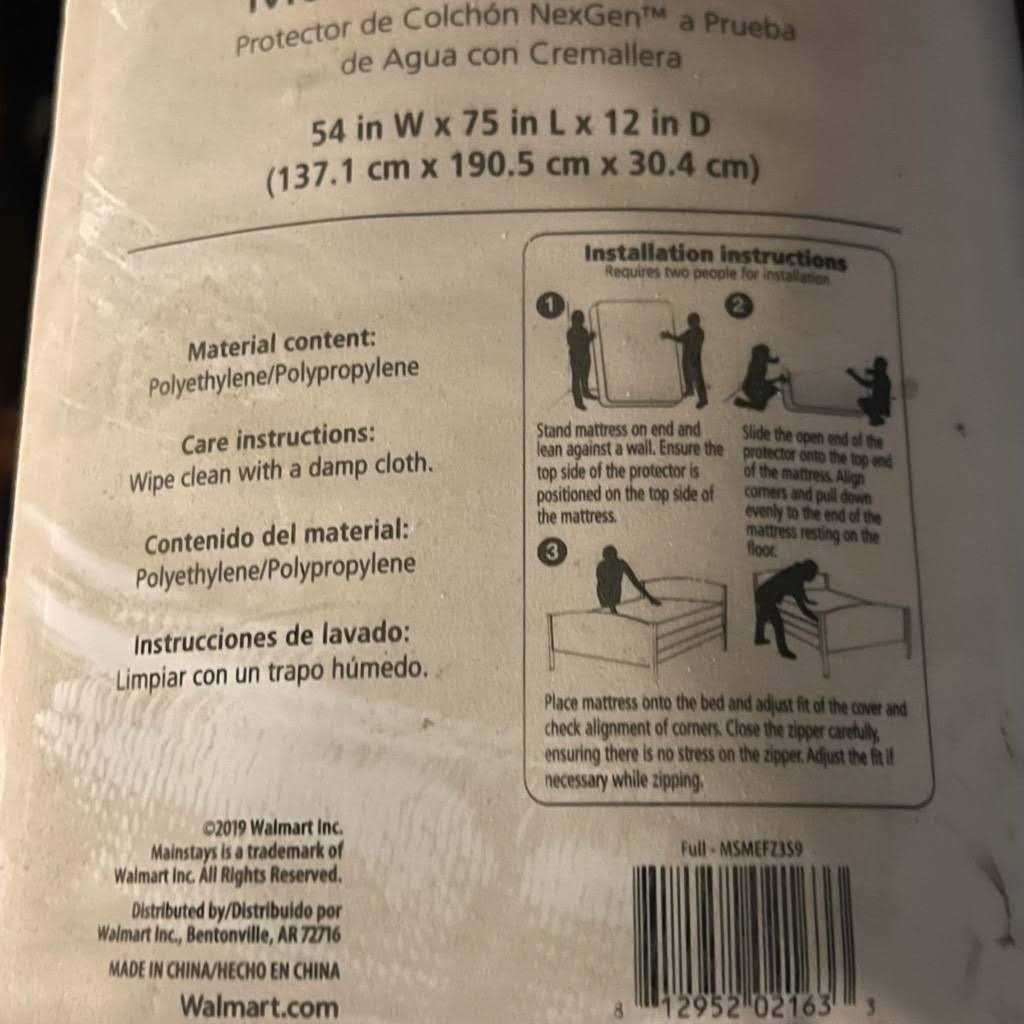 Protector de Colchón NexGen™ a Prueba
de Agua con Cremallera
54 in W x 75 in L x 12 in D
(137.1 cm x 190.5 cm x 30.4 cm)
Material content:
Polyethylene/Polypropylene
Care instructions:
Wipe clean with a damp cloth.
Contenido del material:
Polyethylene/Polypropylene
Instrucciones de lavado:
Limpiar con un trapo húmedo.
Installation instructions
Requires two people for installation
1
Stand mattress on end and
lean against a wall. Ensure the
top side of the protector is
positioned on the top side of
the mattress.
2
Slide the open end of the
protector onto the top end
of the mattress. Align
corners and pull down
evenly to the end of the
mattress resting on the
floor.
3
Place mattress onto the bed and adjust fit of the cover and
check alignment of corners. Close the zipper carefully,
ensuring there is no stress on the zipper. Adjust the fit if
necessary while zipping.
©2019 Walmart Inc.
Mainstays is a trademark of
Walmart Inc. All Rights Reserved.
Distributed by/Distribuido por
Walmart Inc., Bentonville, AR 72716
MADE IN CHINA/HECHO EN CHINA
Walmart.com
Full - MSMEFZ3S9
8 12952 02163 3